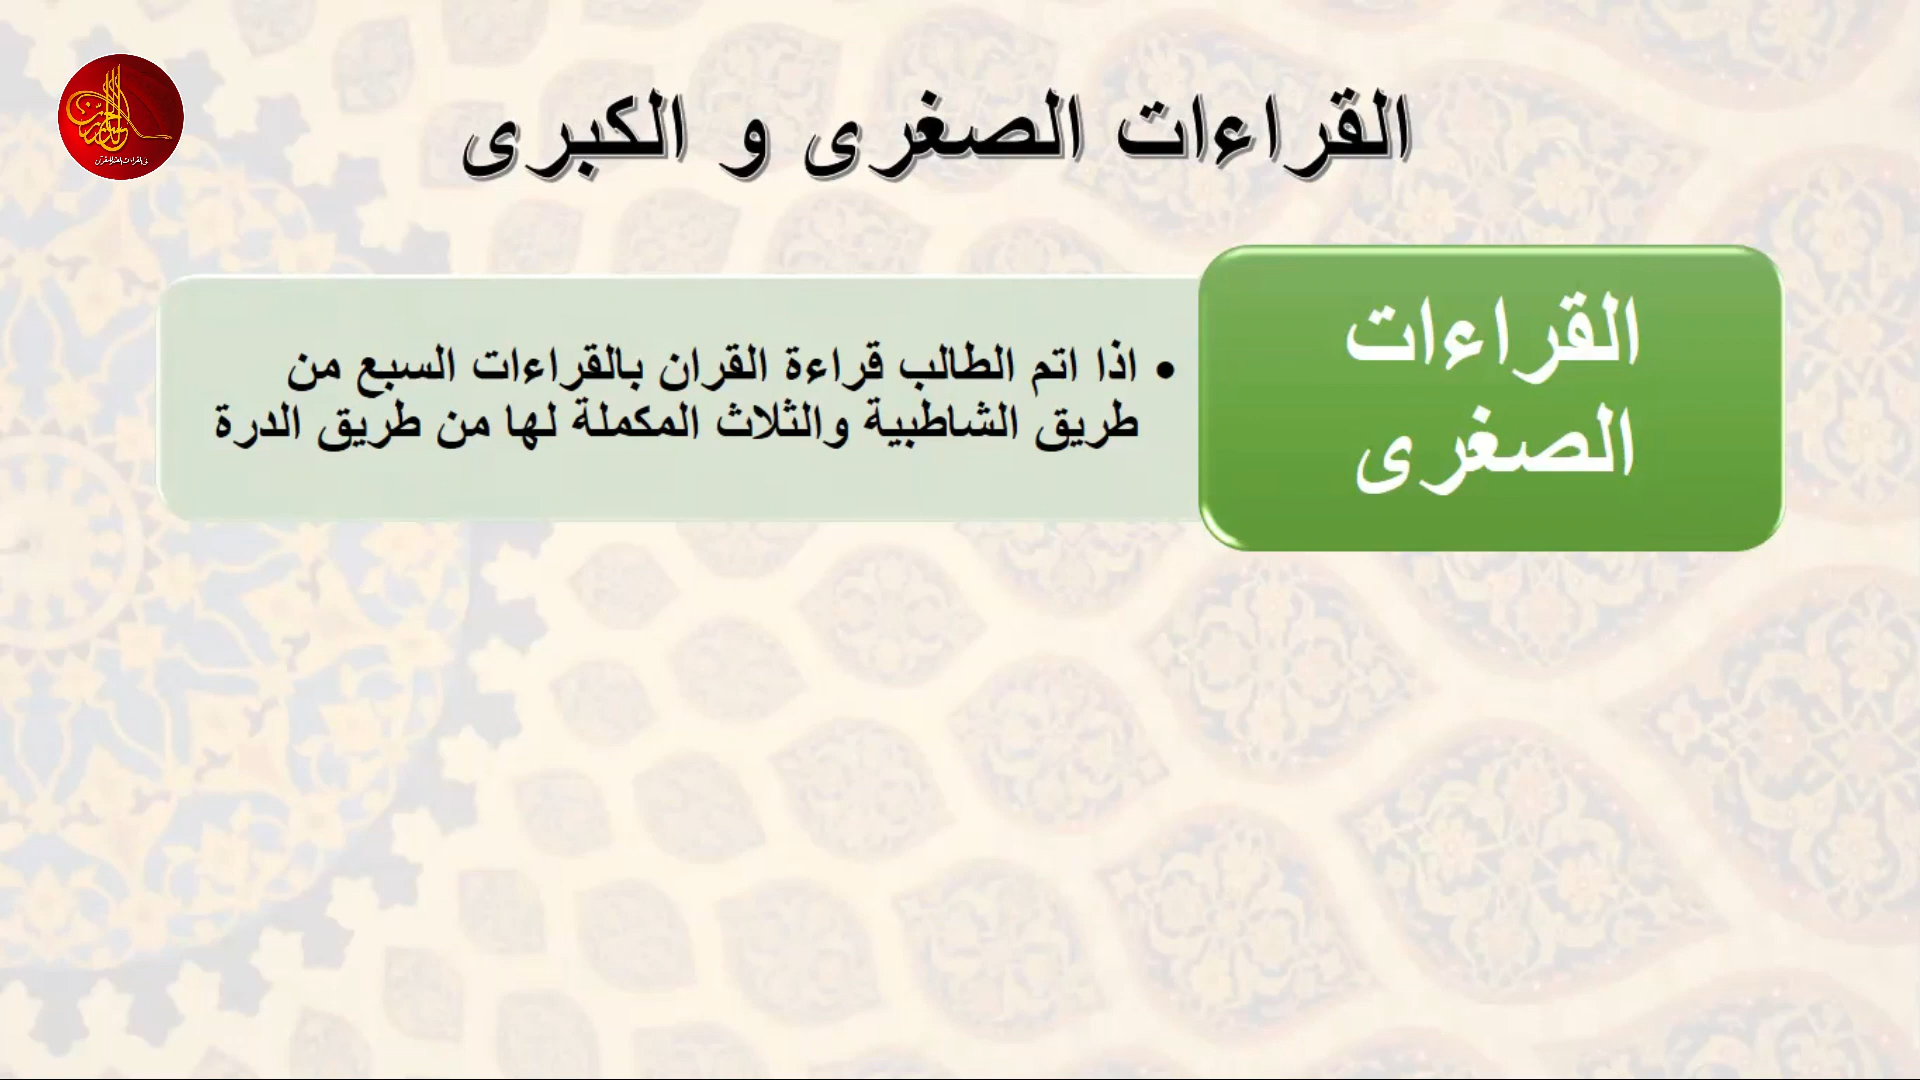 القراءات الصغرى و الكبرى
القراءات
الصغرى
• اذا اتم الطالب قراءة القران بالقراءات السبع من
طريق الشاطبية والثلاث المكملة لها من طريق الدرة